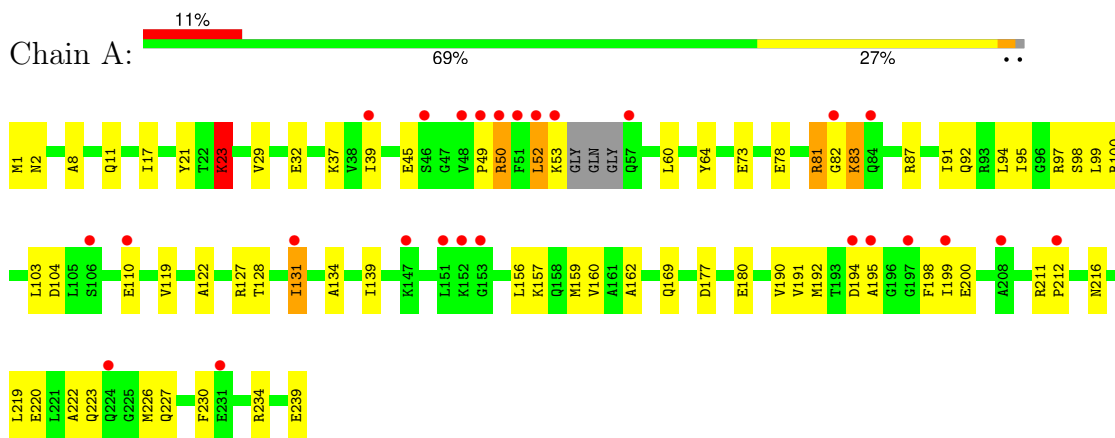 11%
Chain A:
69% 27% • •
M1 N2 A8 Q11 I17 Y21 T22 K23 V29 E32 K37 V38 I39 E45 S46 G47 V48 P49 R50 F51 L52 K53 GLY GLN GLY Q57 L60 Y64 E73 E78 R81 G82 K83 Q84 R87 I91 Q92 R93 L94 I95 G96 R97 S98 L99 R100
L103 D104 L105 S106 E110 V119 A122 R127 T128 I131 A134 I139 K147 L151 K152 G153 L156 K157 Q158 M159 V160 A161 A162 Q169 D177 E180 V190 V191 M192 T193 D194 A195 G196 G197 F198 I199 E200 A208 R211 P212 N216
L219 E220 L221 A222 Q223 Q224 G225 M226 Q227 F230 E231 R234 E239